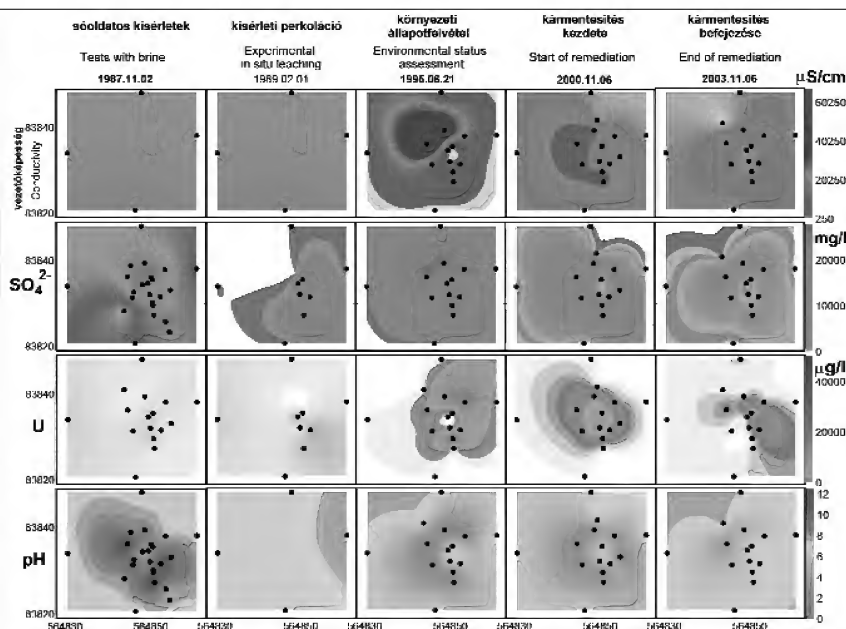 sóoldatos kísérletek
Tests with brine
1987.11.02
kísérleti perkoláció
Experimental
in situ leaching
1989.02.01
környezeti
állapotfelvétel
Environmental status
assessment
1995.06.21
kármentesítés
kezdete
Start of remediation
2000.11.06
kármentesítés
befejezése
End of remediation
2003.11.06
µS/cm
vezetőképesség
Conductivity
83840
83820
60250
40250
20250
250
SO₄²⁻
83840
83820
mg/l
20000
10000
0
U
83840
83820
µg/l
40000
20000
0
pH
83840
83820
12
10
8
6
4
2
0
564830 564850 564830 564850 564830 564850 564830 564850 564830 564850